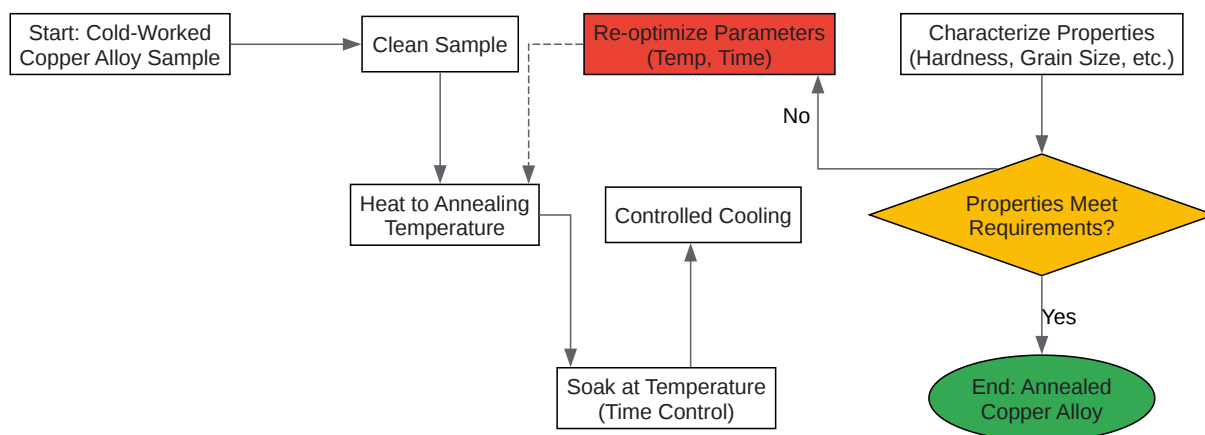 Start: Cold-Worked
Copper Alloy Sample
Clean Sample
Re-optimize Parameters
(Temp, Time)
Characterize Properties
(Hardness, Grain Size, etc.)
No
Heat to Annealing
Temperature
Controlled Cooling
Properties Meet
Requirements?
Yes
Soak at Temperature
(Time Control)
End: Annealed
Copper Alloy